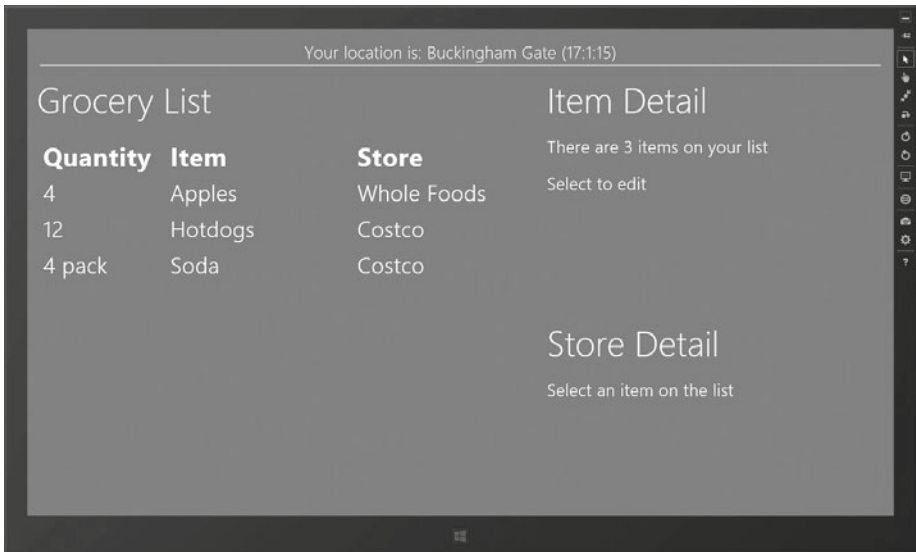 Your location is: Buckingham Gate (17:1:15)
Grocery List
Quantity Item Store
4 Apples Whole Foods
12 Hotdogs Costco
4 pack Soda Costco
Item Detail
There are 3 items on your list
Select to edit
Store Detail
Select an item on the list
?